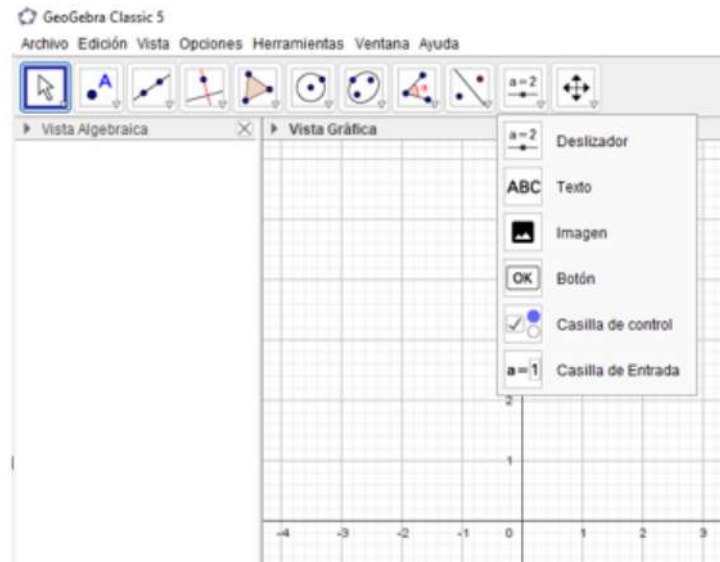 GeoGebra Classic 5
Archivo Edición Vista Opciones Herramientas Ventana Ayuda
A α a=2
Vista Algebraica Vista Gráfica
a=2 Deslizador
ABC Texto
Imagen
OK Botón
Casilla de control
a=1 Casilla de Entrada
2
1
-4 -3 -2 -1 0 1 2 3